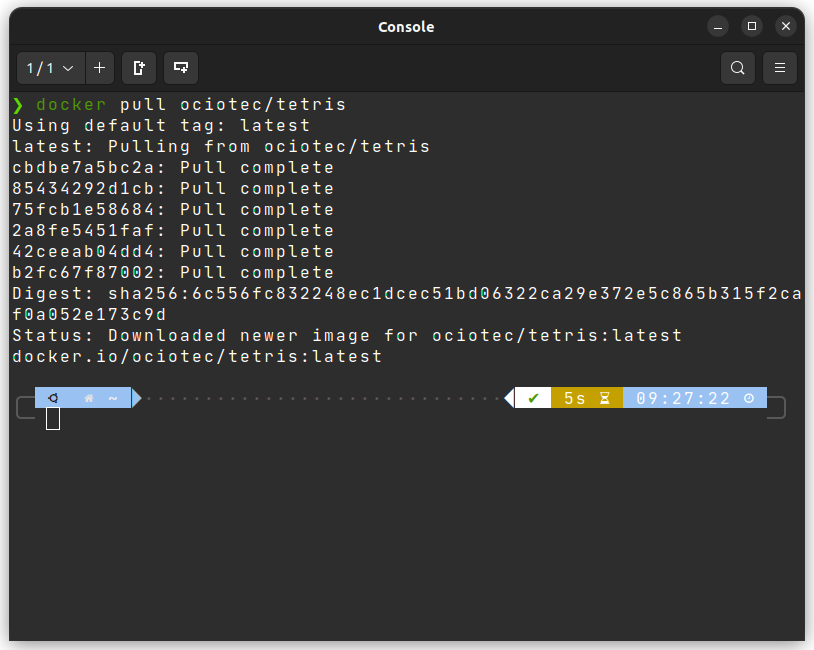 Console
1/1
❯ docker pull ociotec/tetris
Using default tag: latest
latest: Pulling from ociotec/tetris
cbdbe7a5bc2a: Pull complete
85434292d1cb: Pull complete
75fcb1e58684: Pull complete
2a8fe5451faf: Pull complete
42ceeab04dd4: Pull complete
b2fc67f87002: Pull complete
Digest: sha256:6c556fc832248ec1dcec51bd06322ca29e372e5c865b315f2ca
f0a052e173c9d
Status: Downloaded newer image for ociotec/tetris:latest
docker.io/ociotec/tetris:latest
~ ✔ 5s 09:27:22